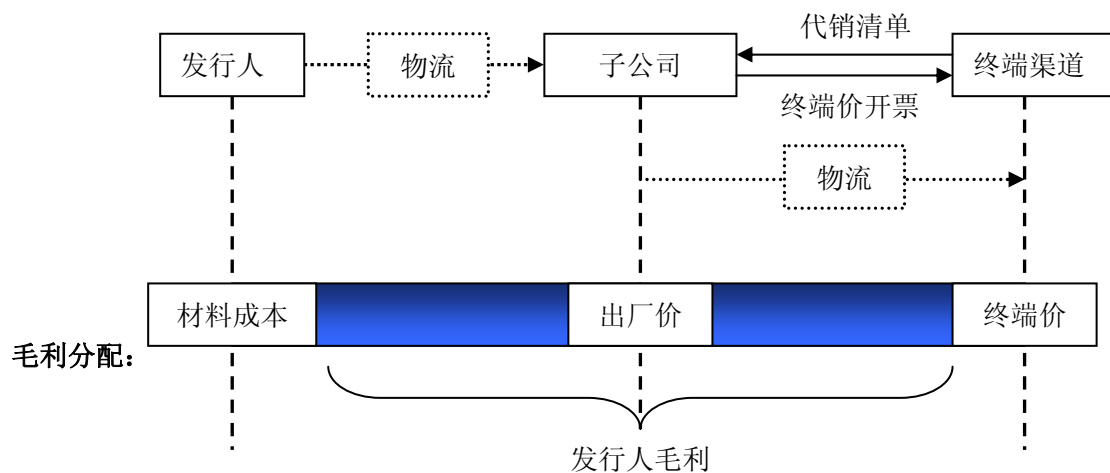 代销清单
发行人
物流
子公司
终端渠道
终端价开票
物流
材料成本
出厂价
终端价
毛利分配：
发行人毛利